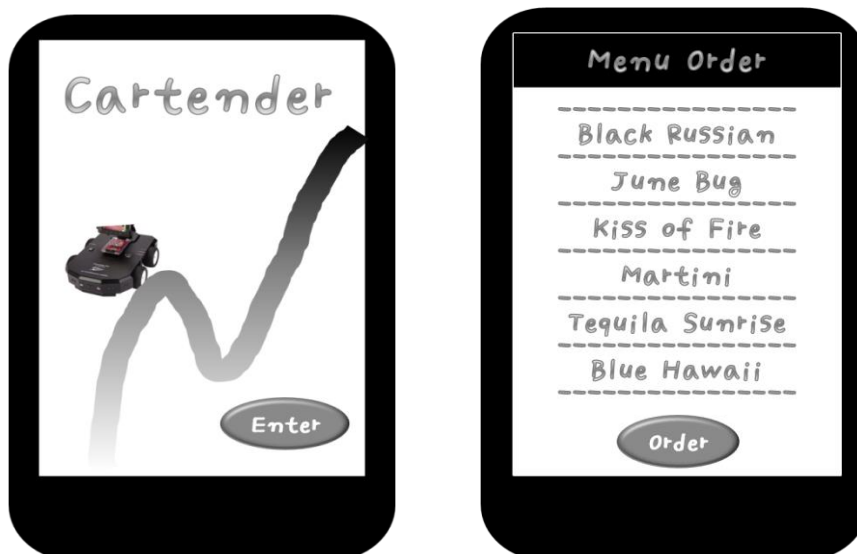 Cartender
Enter
Menu Order
Black Russian
June Bug
Kiss of Fire
Martini
Tequila Sunrise
Blue Hawaii
Order